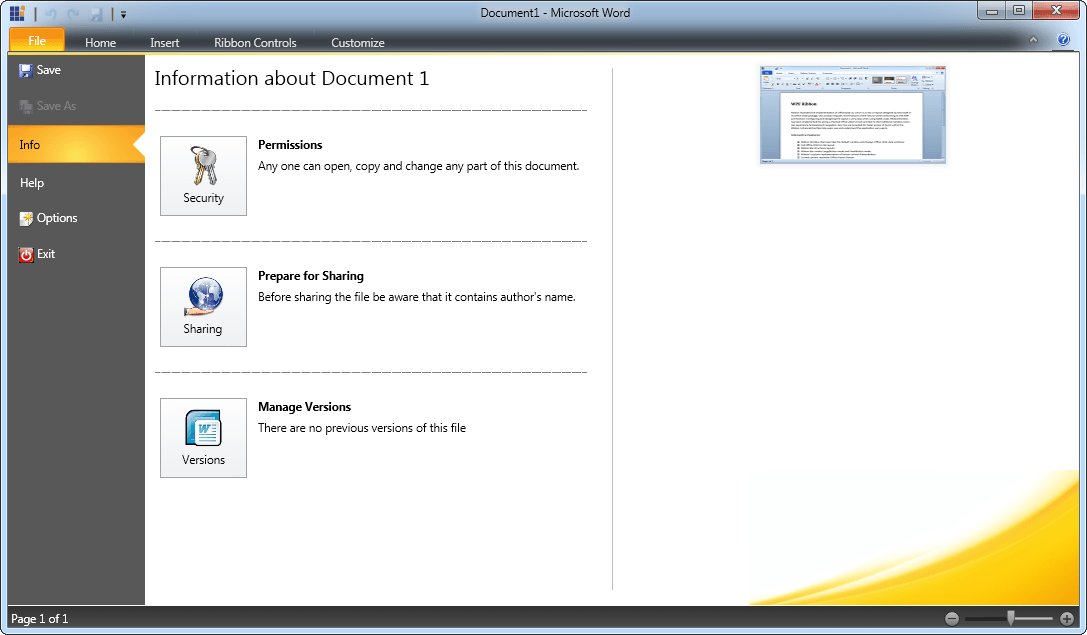 Document1 - Microsoft Word
File Home Insert Ribbon Controls Customize
Save
Save As
Info
Help
Options
Exit
Information about Document 1
Security
Permissions
Any one can open, copy and change any part of this document.
Sharing
Prepare for Sharing
Before sharing the file be aware that it contains author's name.
Versions
Manage Versions
There are no previous versions of this file
WPF Ribbon
Page 1 of 1